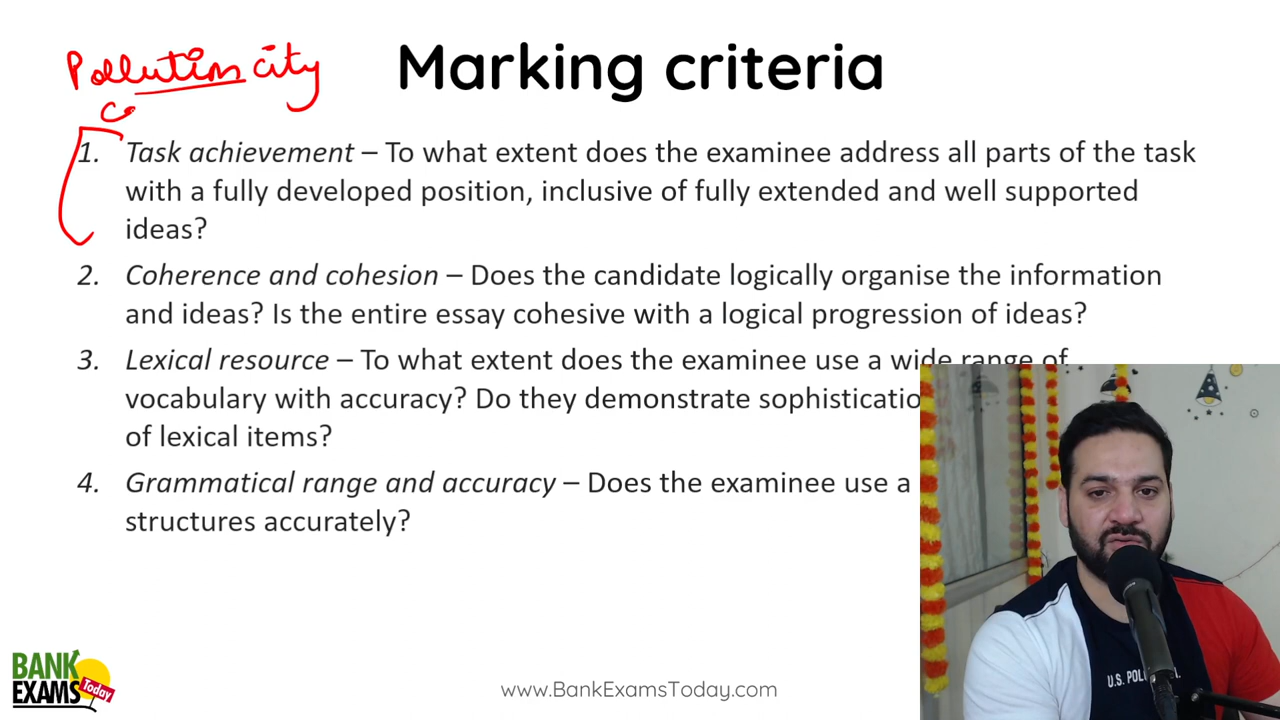 Pollution city
Marking criteria
Co
1. Task achievement – To what extent does the examinee address all parts of the task
with a fully developed position, inclusive of fully extended and well supported
ideas?
2. Coherence and cohesion – Does the candidate logically organise the information
and ideas? Is the entire essay cohesive with a logical progression of ideas?
3. Lexical resource – To what extent does the examinee use a wide range of
vocabulary with accuracy? Do they demonstrate
of lexical items?
4. Grammatical range and accuracy – Does the examinee use a
structures accurately?
BANK
EXAMS
Today
www.BankExamsToday.com
U.S.